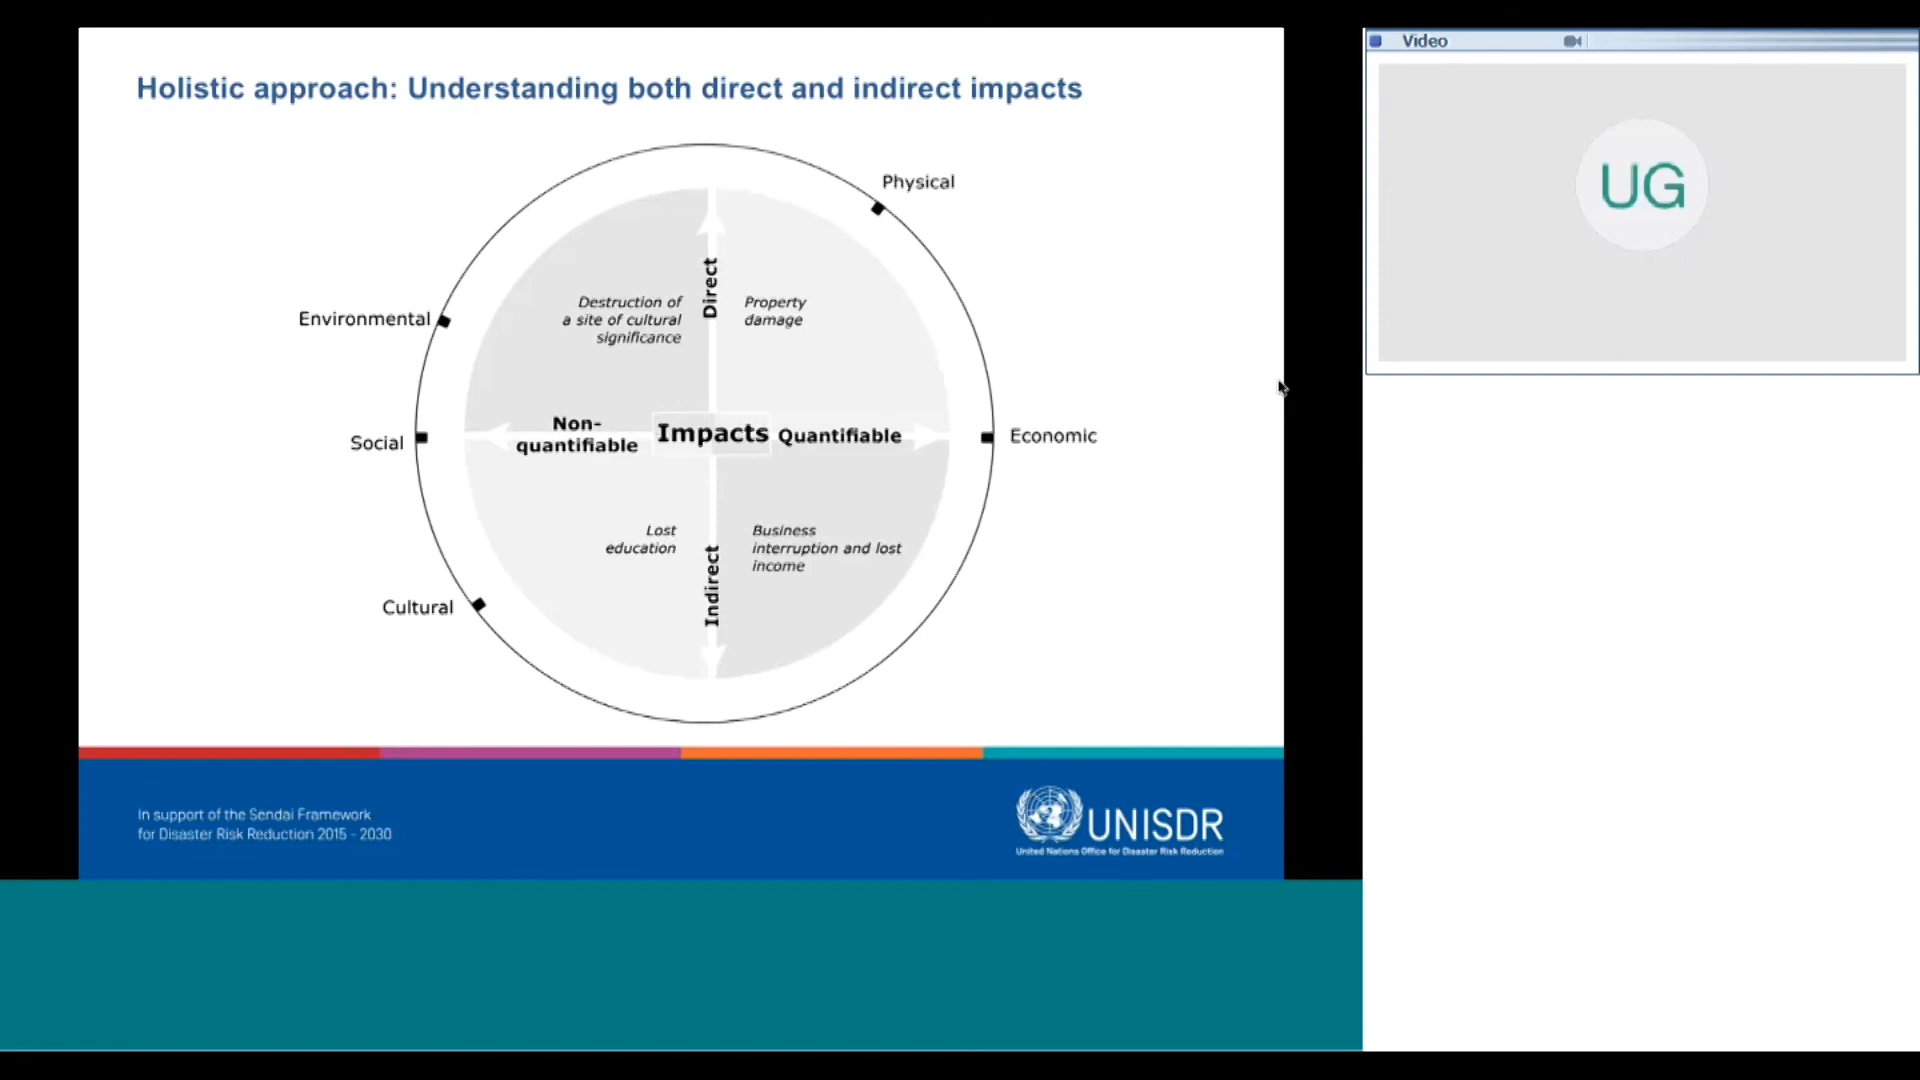 Holistic approach: Understanding both direct and indirect impacts
Physical
Environmental
Social
Cultural
Economic
Direct
Destruction of
a site of cultural
significance
Property
damage
Non-
quantifiable
Impacts
Quantifiable
Lost
education
Indirect
Business
interruption and lost
income
In support of the Sendai Framework
for Disaster Risk Reduction 2015 - 2030
UNISDR
United Nations Office for Disaster Risk Reduction
Video
UG